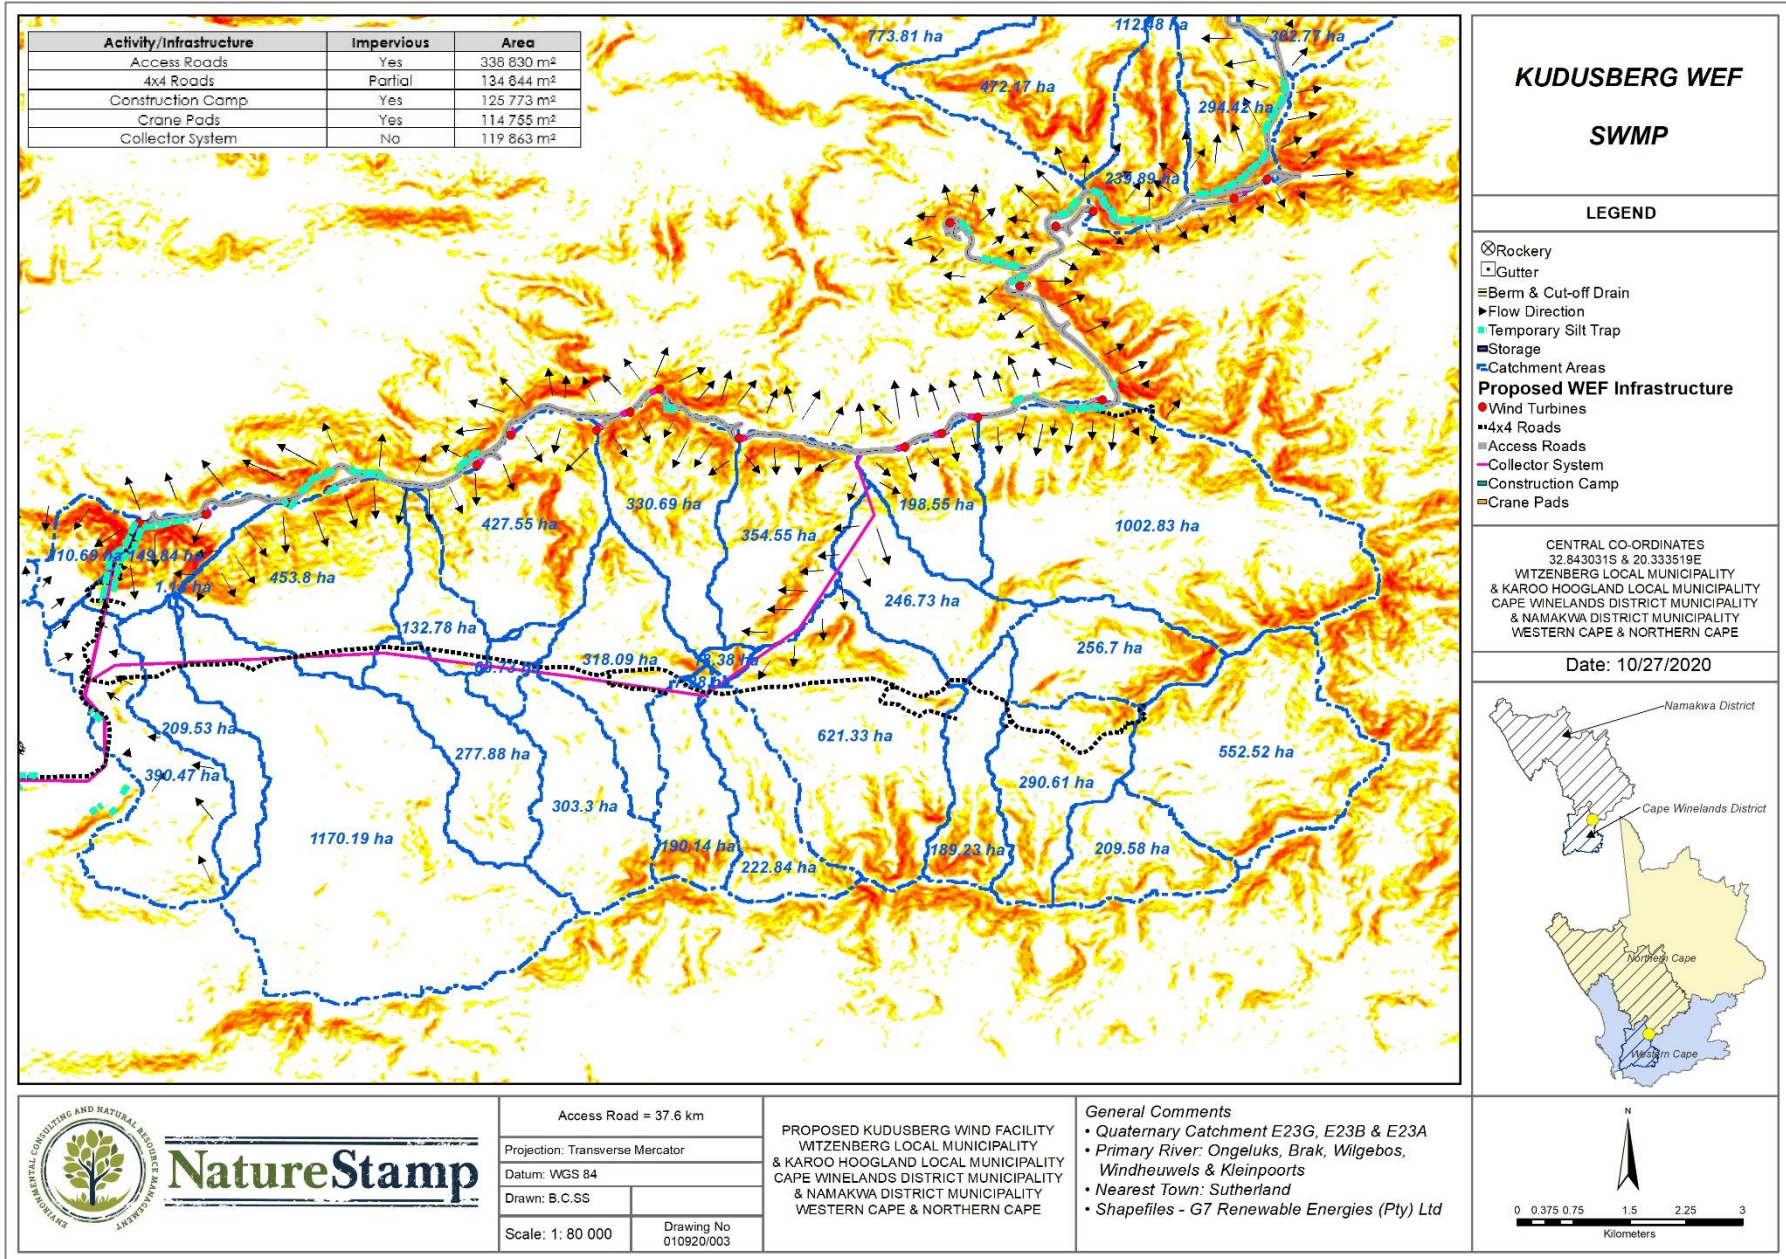 Activity/Infrastructure Impervious Area
Access Roads Yes 338 830 m²
4x4 Roads Partial 134 644 m²
Construction Camp Yes 125 773 m²
Crane Pads Yes 114 755 m²
Collector System No 119 863 m²
773.81 ha
112.48 ha
302.77 ha
472.17 ha
294.42 ha
239.89 ha
427.55 ha
330.69 ha
354.55 ha
198.55 ha
1002.83 ha
149.84 ha
453.8 ha
246.73 ha
132.78 ha
318.09 ha
256.7 ha
209.53 ha
390.47 ha
277.88 ha
621.33 ha
552.52 ha
290.61 ha
303.3 ha
1170.19 ha
190.14 ha
222.84 ha
189.23 ha
209.58 ha
KUDUSBERG WEF
SWMP
LEGEND
Rockery
Gutter
Berm & Cut-off Drain
Flow Direction
Temporary Silt Trap
Storage
Catchment Areas
Proposed WEF Infrastructure
Wind Turbines
4x4 Roads
Access Roads
Collector System
Construction Camp
Crane Pads
CENTRAL CO-ORDINATES
32.843031S & 20.333519E
WITZENBERG LOCAL MUNICIPALITY
& KAROO HOOGLAND LOCAL MUNICIPALITY
CAPE WINELANDS DISTRICT MUNICIPALITY
& NAMAKWA DISTRICT MUNICIPALITY
WESTERN CAPE & NORTHERN CAPE
Date: 10/27/2020
Namakwa District
Cape Winelands District
Northern Cape
Western Cape
ENVIRONMENTAL CONSULTING AND NATURAL RESOURCE MANAGEMENT
NatureStamp
Access Road = 37.6 km
Projection: Transverse Mercator
Datum: WGS 84
Drawn: B.C.SS
Scale: 1: 80 000
Drawing No
010920/003
PROPOSED KUDUSBERG WIND FACILITY
WITZENBERG LOCAL MUNICIPALITY
& KAROO HOOGLAND LOCAL MUNICIPALITY
CAPE WINELANDS DISTRICT MUNICIPALITY
& NAMAKWA DISTRICT MUNICIPALITY
WESTERN CAPE & NORTHERN CAPE
General Comments
• Quaternary Catchment E23G, E23B & E23A
• Primary River: Ongeluks, Brak, Wilgebos,
Windheuwels & Kleinpoorts
• Nearest Town: Sutherland
• Shapefiles - G7 Renewable Energies (Pty) Ltd
N
0 0.375 0.75 1.5 2.25 3
Kilometers